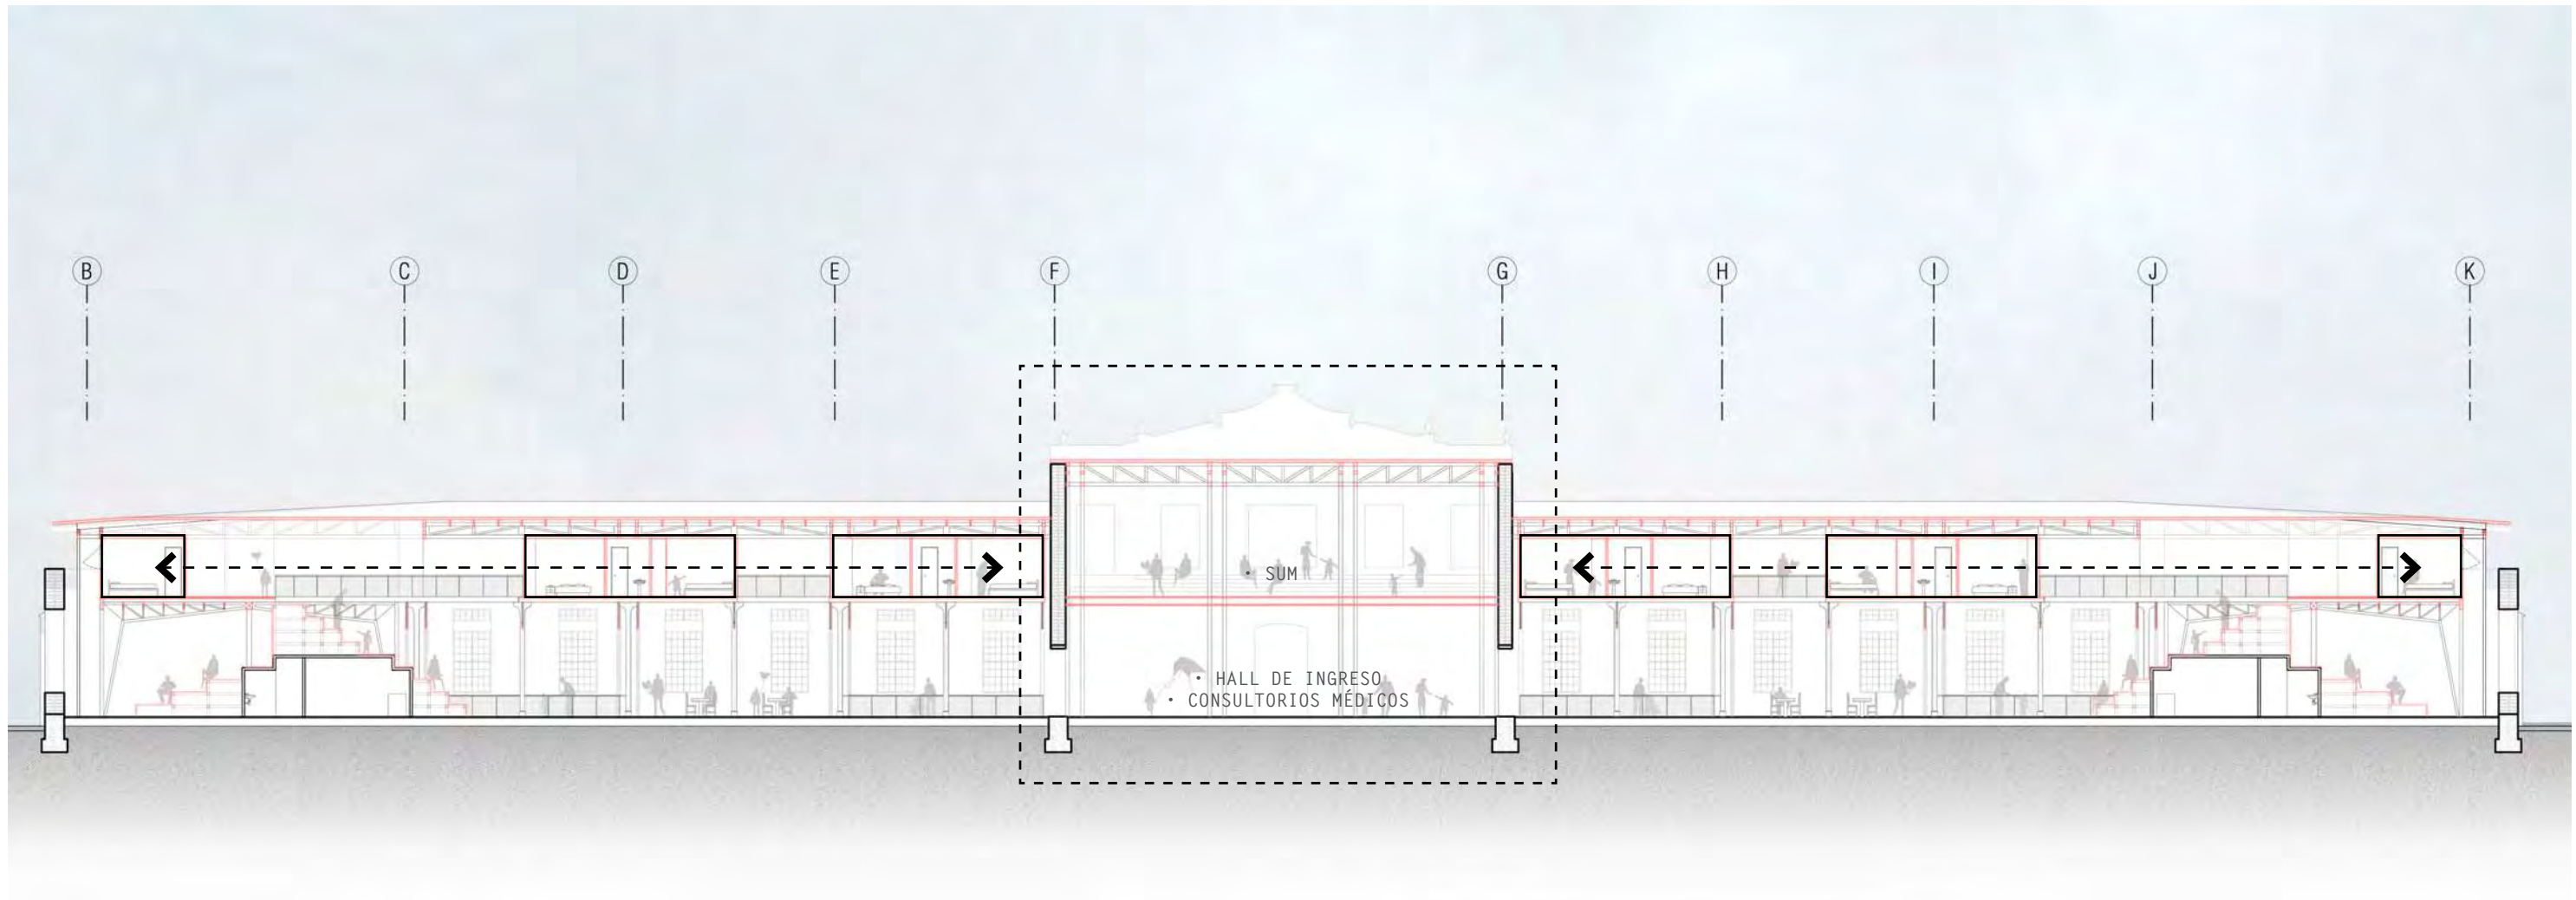 B C D E F G H I J K
• SUM
• HALL DE INGRESO
• CONSULTORIOS MÉDICOS